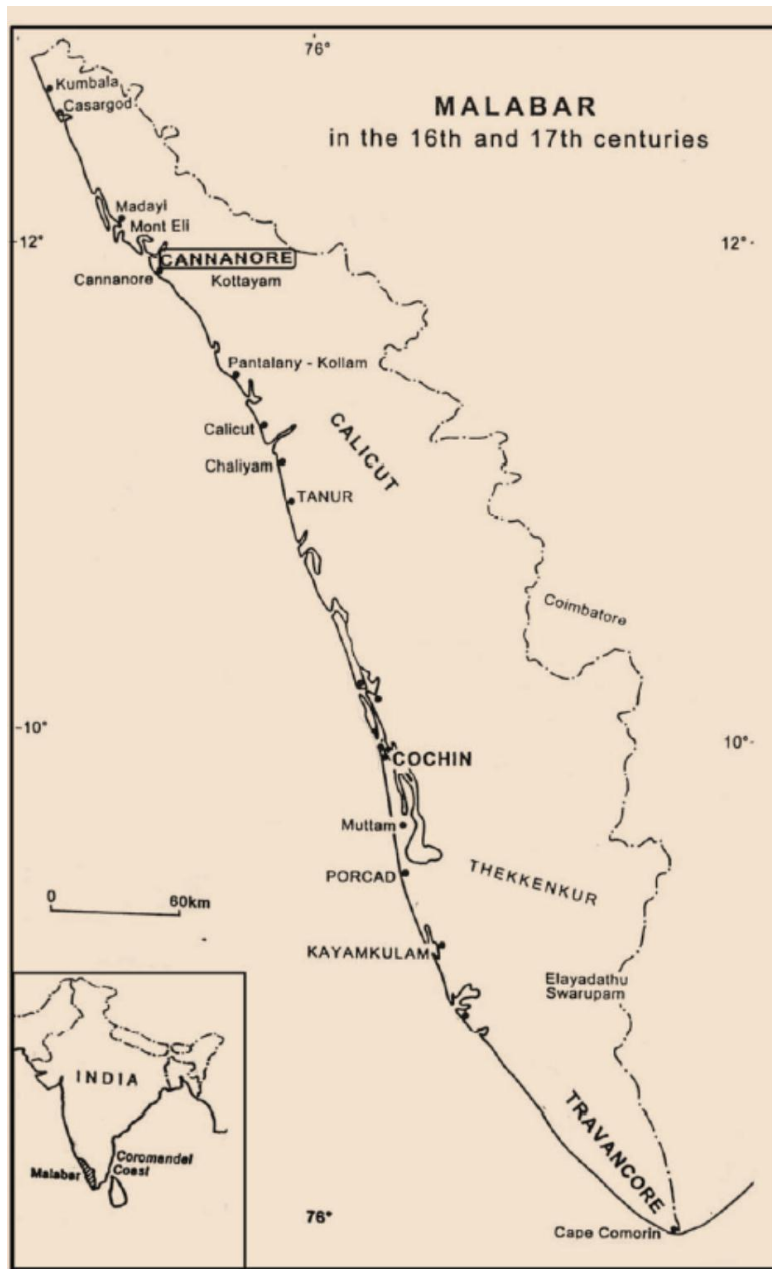 76°
MALABAR
in the 16th and 17th centuries
Kumbala
Casargod
Madayi
Mont Eli
12°
12°
CANNANORE
Cannanore
Kottayam
Pantalany - Kollam
CALICUT
Calicut
Chaliyam
TANUR
Coimbatore
10°
10°
COCHIN
Muttam
PORCAD
THEKKENKUR
0
60km
KAYAMKULAM
Elayadathu
Swarupam
INDIA
Coromandel
Coast
Malabar
TRAVANCORE
76°
Cape Comorin